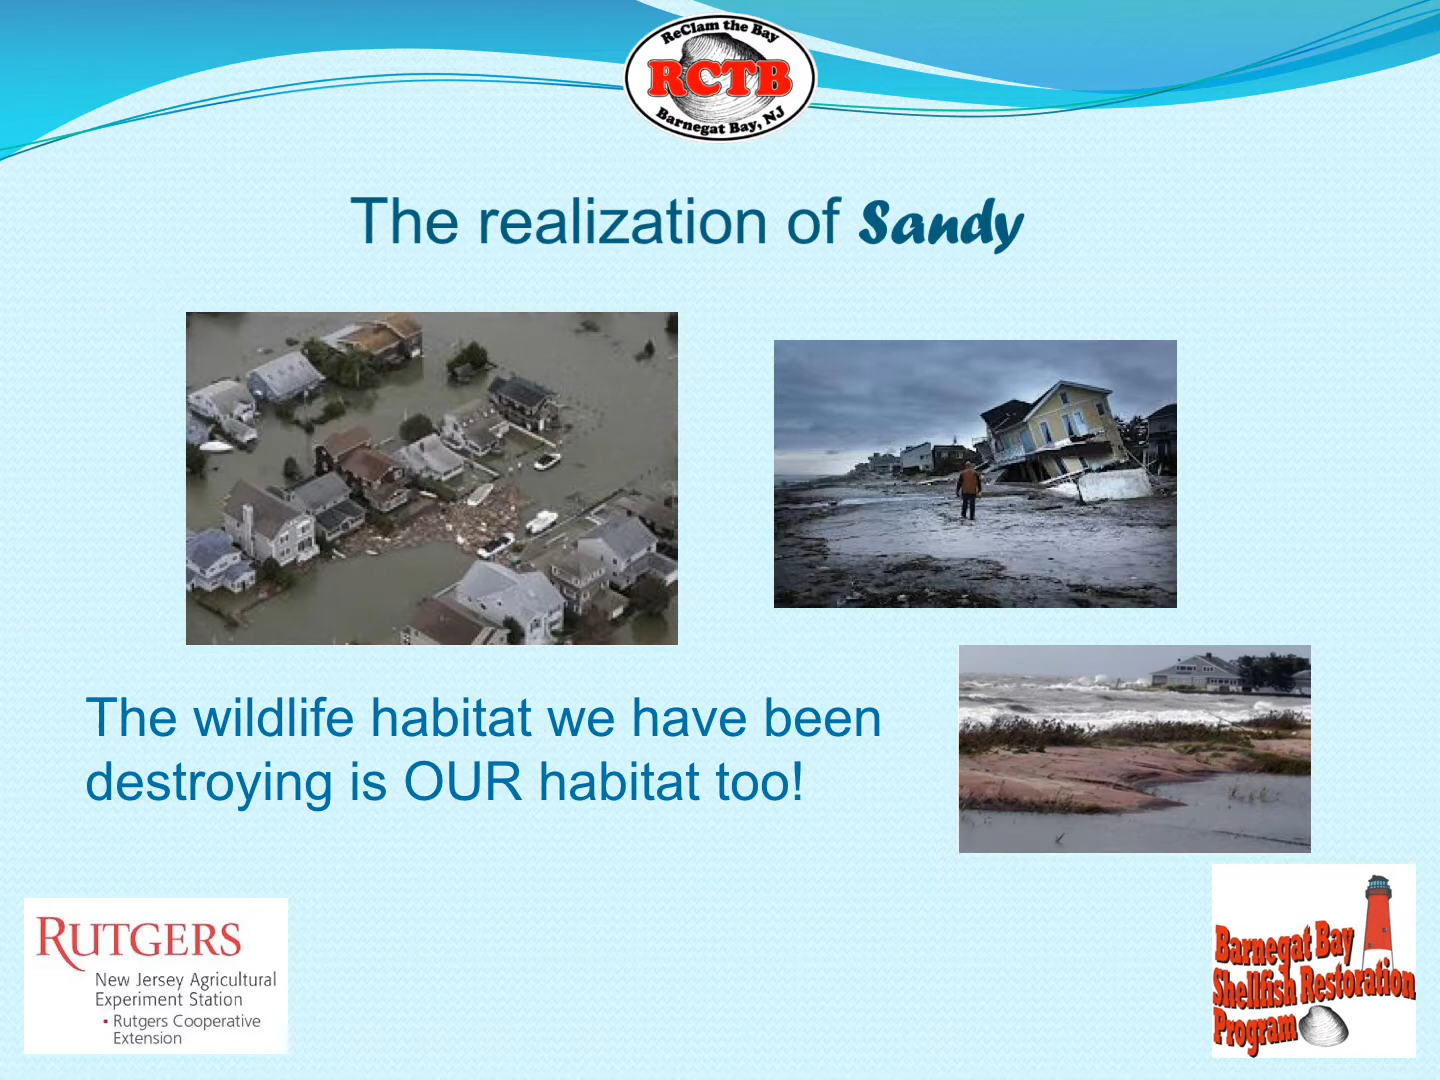 ReClam the Bay
RCTB
Barnegat Bay, NJ
The realization of Sandy
The wildlife habitat we have been
destroying is OUR habitat too!
RUTGERS
New Jersey Agricultural
Experiment Station
▪ Rutgers Cooperative
Extension
Barnegat Bay
Shellfish Restoration
Program